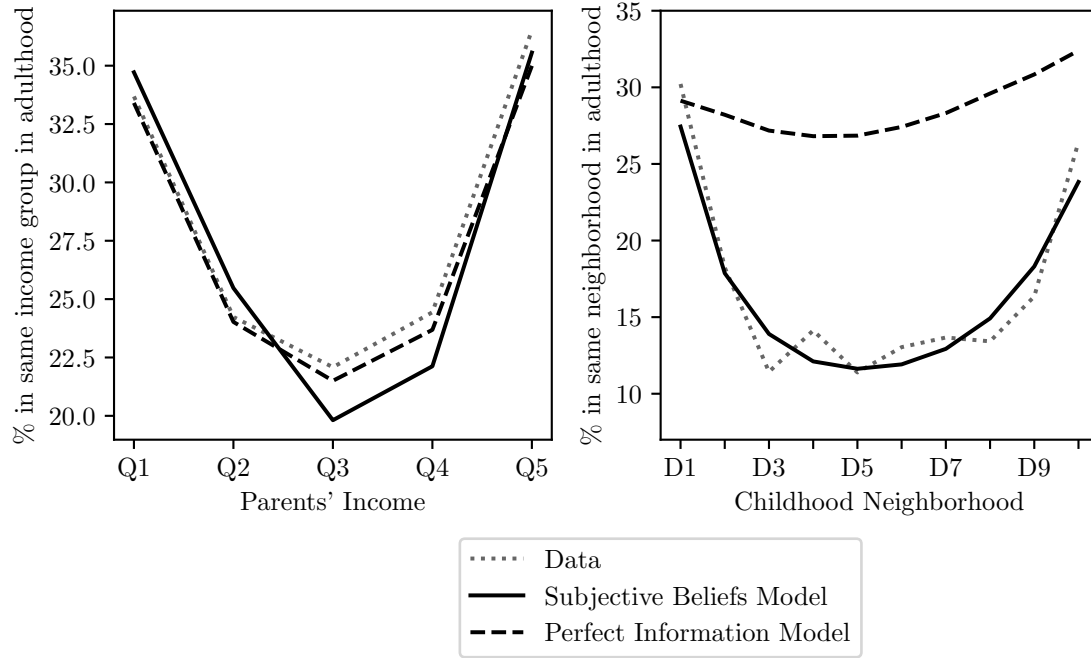 % in same income group in adulthood
35.0
32.5
30.0
27.5
25.0
22.5
20.0
Q1 Q2 Q3 Q4 Q5
Parents’ Income
% in same neighborhood in adulthood
35
30
25
20
15
10
D1 D3 D5 D7 D9
Childhood Neighborhood
Data
Subjective Beliefs Model
Perfect Information Model